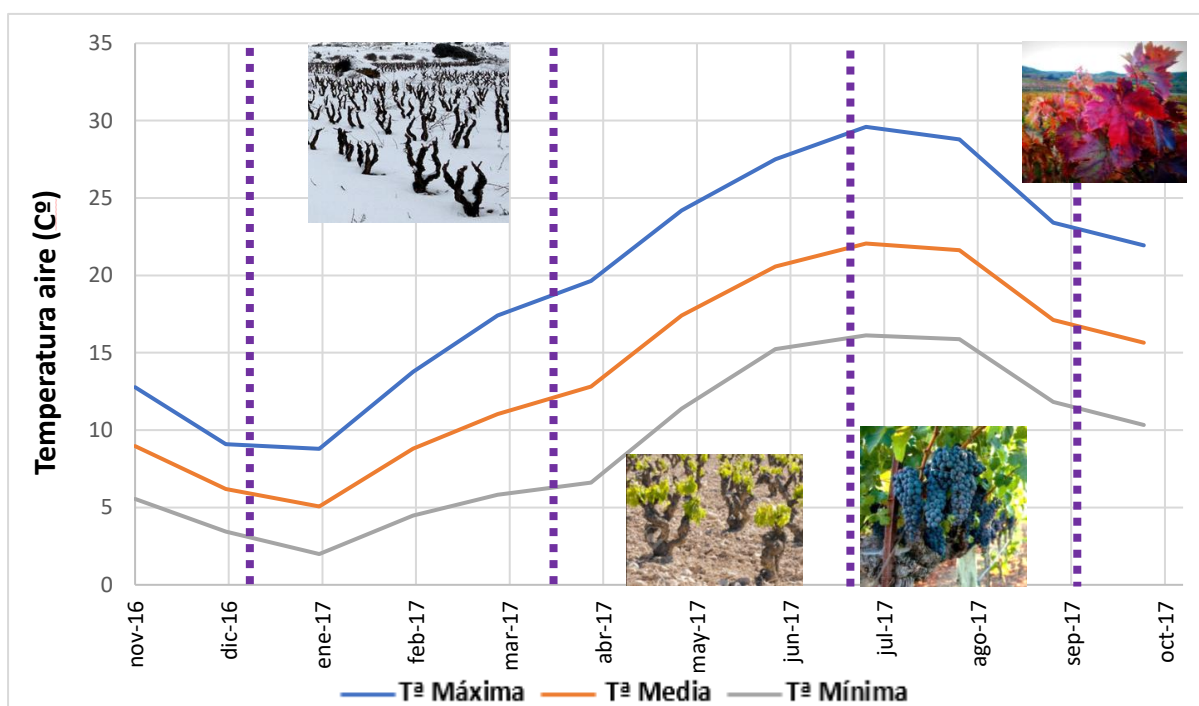 Temperatura aire (Cº)
35
30
25
20
15
10
5
0
nov-16
dic-16
ene-17
feb-17
mar-17
abr-17
may-17
jun-17
jul-17
ago-17
sep-17
oct-17
Tª Máxima Tª Media Tª Mínima